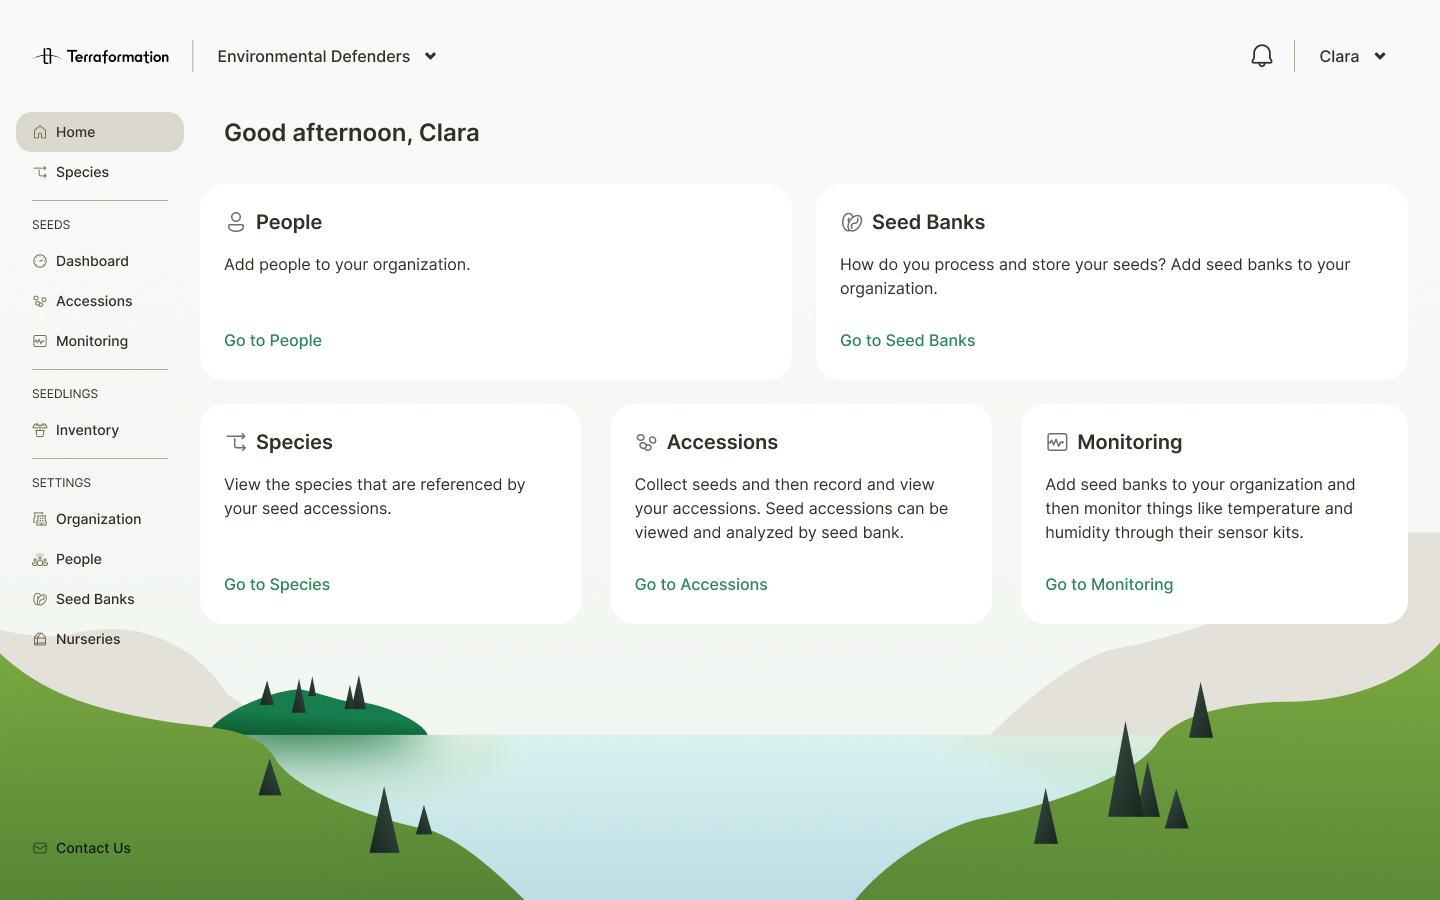 Terraformation
Environmental Defenders
Clara
Home
Species
SEEDS
Dashboard
Accessions
Monitoring
SEEDLINGS
Inventory
SETTINGS
Organization
People
Seed Banks
Nurseries
Contact Us
Good afternoon, Clara
People
Add people to your organization.
Go to People
Seed Banks
How do you process and store your seeds? Add seed banks to your
organization.
Go to Seed Banks
Species
View the species that are referenced by
your seed accessions.
Go to Species
Accessions
Collect seeds and then record and view
your accessions. Seed accessions can be
viewed and analyzed by seed bank.
Go to Accessions
Monitoring
Add seed banks to your organization and
then monitor things like temperature and
humidity through their sensor kits.
Go to Monitoring